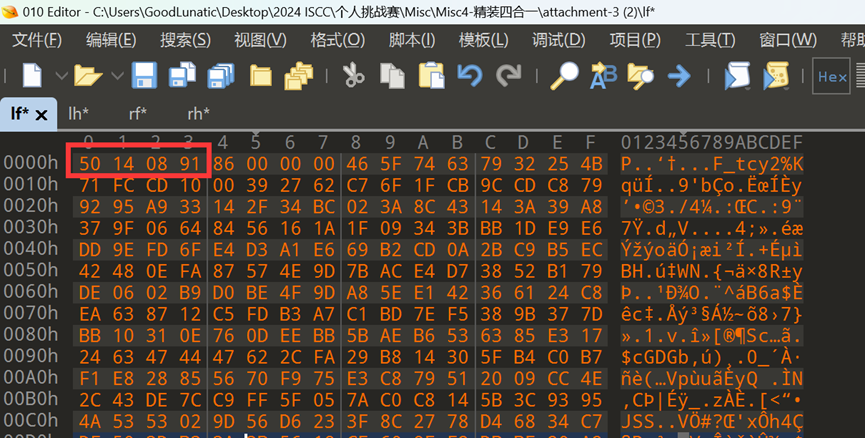 010 Editor - C:\Users\GoodLunatic\Desktop\2024 ISCC\个人挑战赛\Misc\Misc4-精装四合一\attachment-3 (2)\lf*
文件(F) 编辑(E) 搜索(S) 视图(V) 格式(O) 脚本(I) 模板(L) 调试(D) 项目(P) 工具(T) 窗口(W) 帮助
Hex
lf* lh* rf* rh*
0 1 2 3 4 5 6 7 8 9 A B C D E F 0123456789ABCDEF
0000h 50 14 08 91 86 00 00 00 46 5F 74 63 79 32 25 4B P..‘†...F_tcy2%K
0010h 71 FC CD 10 00 39 27 62 C7 6F 1F CB 9C CD C8 79 qüÍ..9'bÇo.ËœÍÈy
0020h 92 95 A9 33 14 2F 34 BC 02 3A 8C 43 14 3A 39 A8 ’•©3./4¼.:ŒC.:9¨
0030h 37 9F 06 64 84 56 16 1A 1F 09 34 3B BB 1D E9 E6 7Ÿ.d„V....4;».éæ
0040h DD 9E FD 6F E4 D3 A1 E6 69 B2 CD 0A 2B C9 B5 EC ÝžýoäÓ¡æi²Í.+Éµì
0050h 42 48 0E FA 87 57 4E 9D 7B AC E4 D7 38 52 B1 79 BH.ú‡WN.{¬ä×8R±y
0060h DE 06 02 B9 D0 BE 4F 9D A8 5E E1 42 36 61 24 C8 Þ..¹Ð¾O.¨^áB6a$È
0070h EA 63 87 12 C5 FD B3 A7 C1 BD 7E F5 38 9B 37 7D êc‡.Åý³§Á½~õ8›7}
0080h BB 10 31 0E 76 0D EE BB 5B AE B6 53 63 85 E3 17 ».1.v.î»[®¶Sc…ã.
0090h 24 63 47 44 47 62 2C FA 29 B8 14 30 5F B4 C0 B7 $cGDGb,ú)¸.0_´À·
00A0h F1 E8 28 85 56 70 F9 75 E3 C8 79 51 20 09 CC 4E ñè(…VpùuãÈyQ .ÌN
00B0h 2C 43 DE 7C C9 FF 5F 05 7A C0 C8 14 5B 3C 93 95 ,CÞ|Éÿ_.zÀÈ.[<“•
00C0h 4A 53 53 02 9D 56 D6 23 3F 8C 27 78 D4 68 34 C7 JSS..VÖ#?Œ'xÔh4Ç